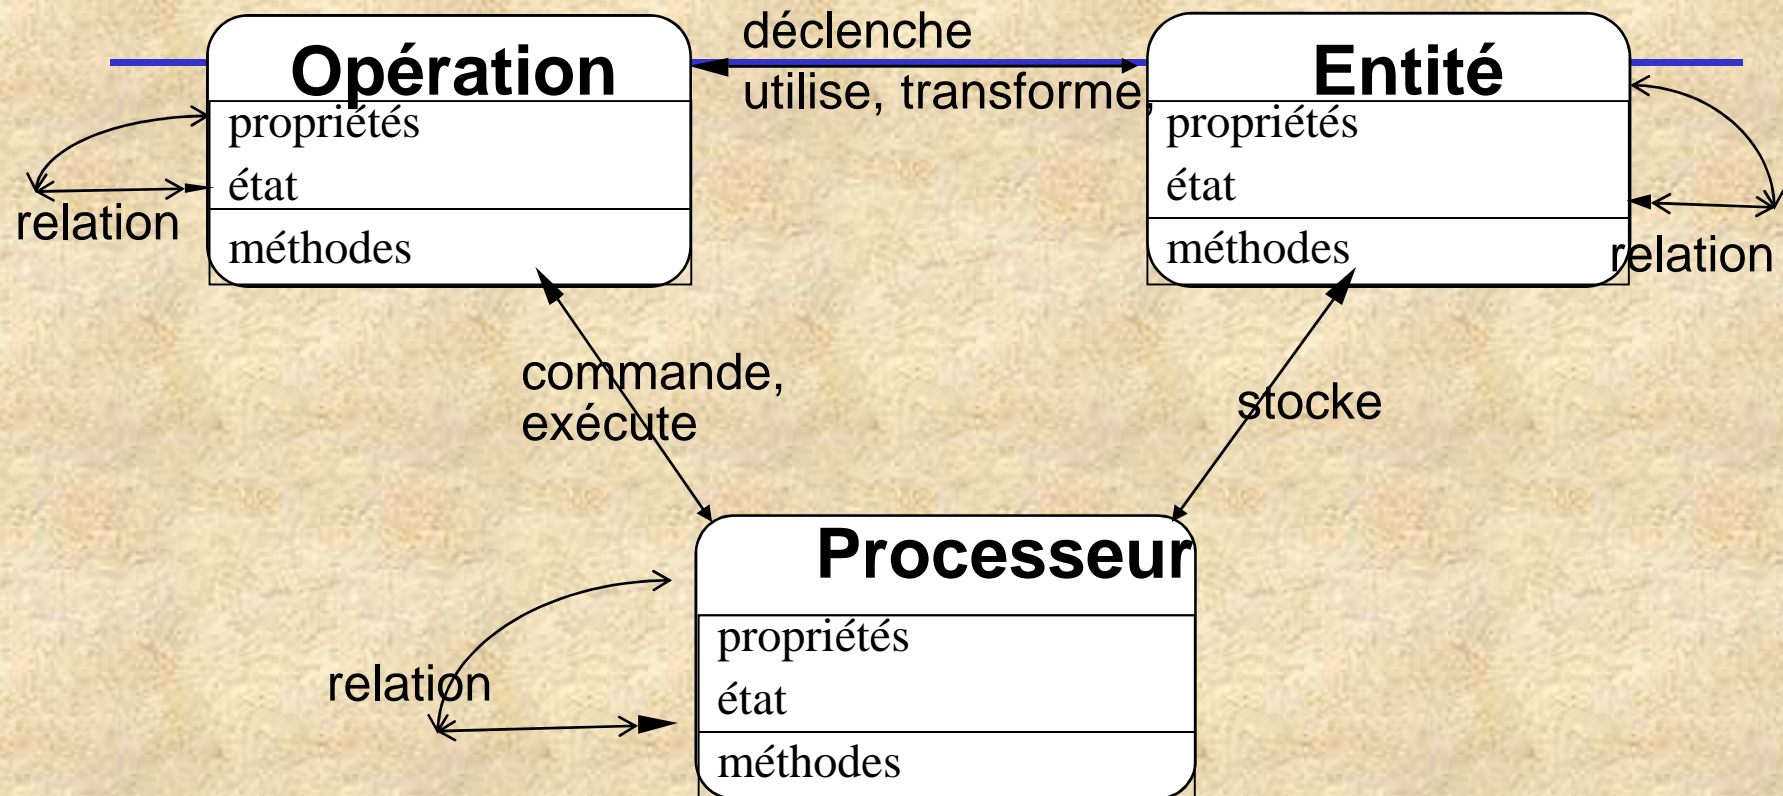 Opération
propriétés
état
méthodes
relation
déclenche
utilise, transforme,
Entité
propriétés
état
méthodes
relation
commande,
exécute
stocke
Processeur
propriétés
état
méthodes
relation